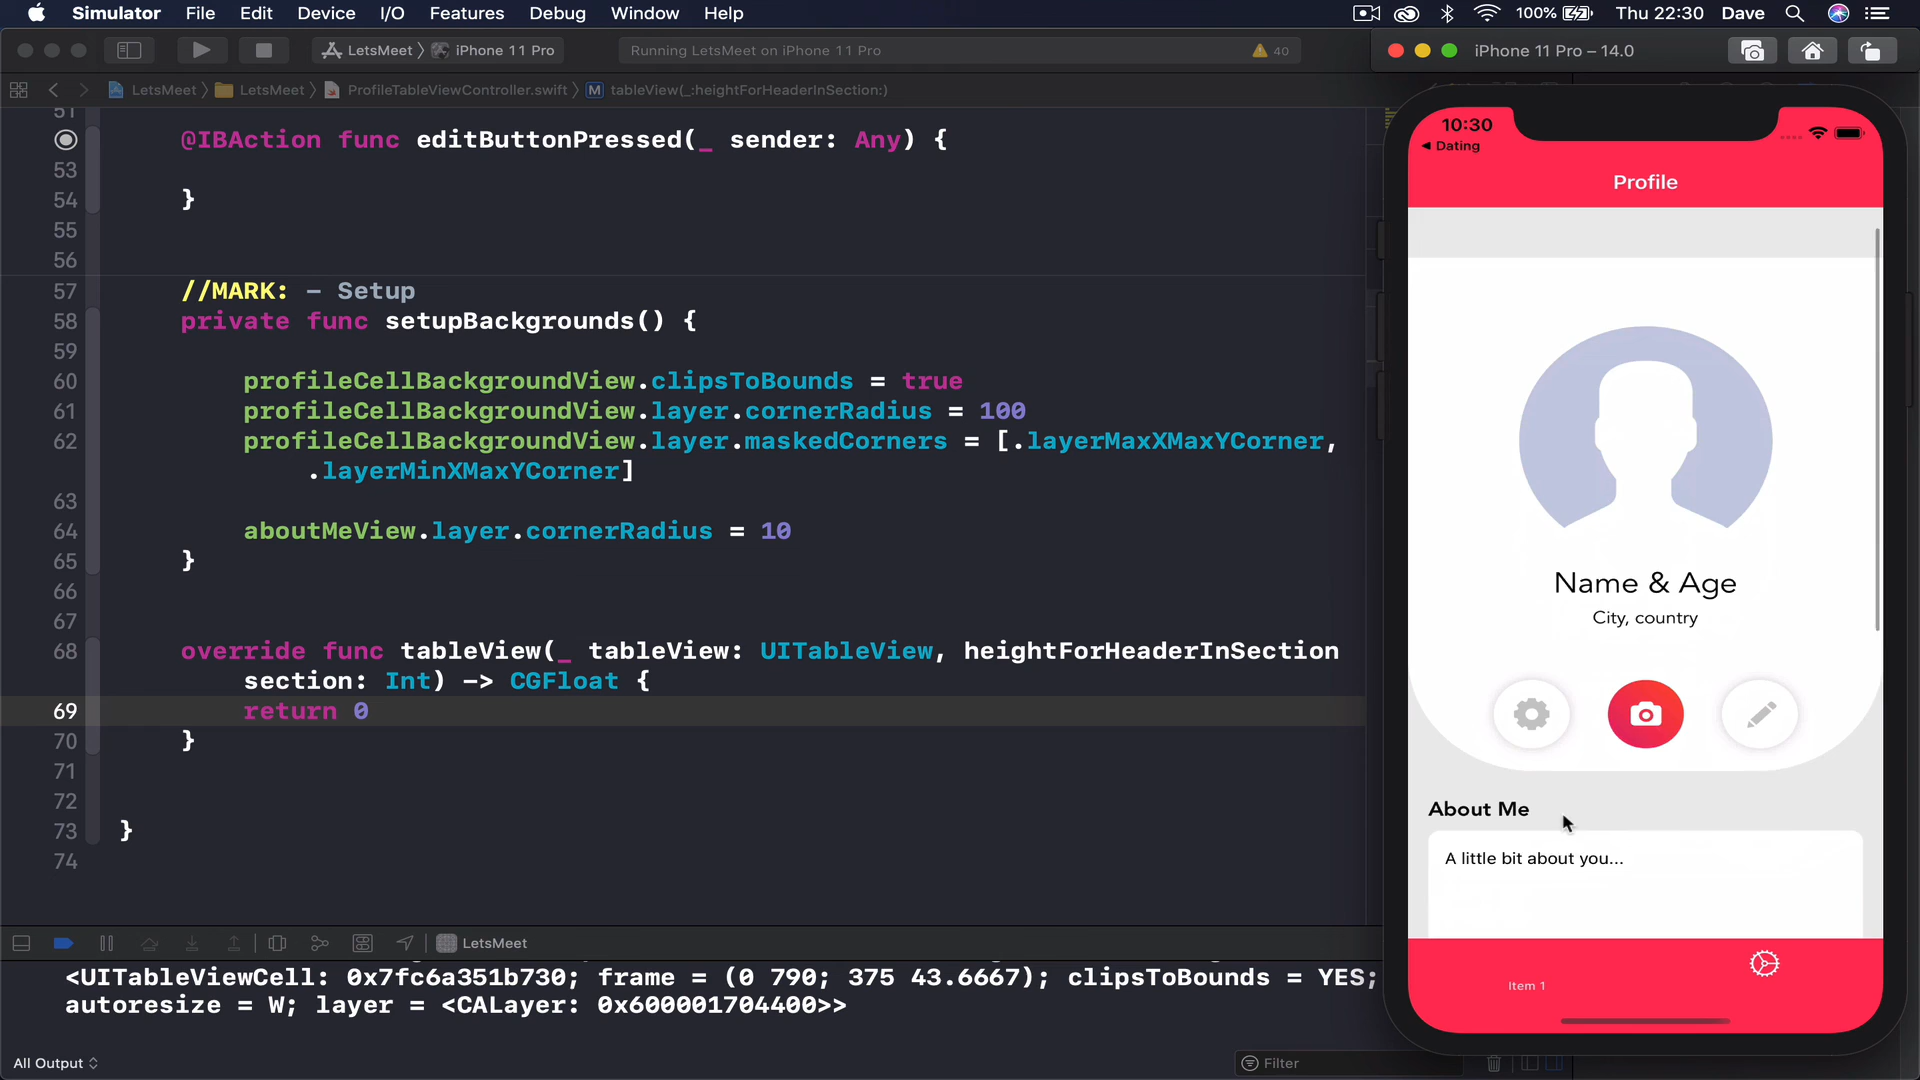 Simulator File Edit Device I/O Features Debug Window Help 100% Thu 22:30 Dave
LetsMeet iPhone 11 Pro Running LetsMeet on iPhone 11 Pro 40
LetsMeet LetsMeet ProfileTableViewController.swift M tableView(_:heightForHeaderInSection:)
51
@IBAction func editButtonPressed(_ sender: Any) {
53
54 }
55
56
57 //MARK: - Setup
58 private func setupBackgrounds() {
59
60 profileCellBackgroundView.clipsToBounds = true
61 profileCellBackgroundView.layer.cornerRadius = 100
62 profileCellBackgroundView.layer.maskedCorners = [.layerMaxXMaxYCorner,
.layerMinXMaxYCorner]
63
64 aboutMeView.layer.cornerRadius = 10
65 }
66
67
68 override func tableView(_ tableView: UITableView, heightForHeaderInSection
section: Int) -> CGFloat {
69 return 0
70 }
71
72
73 }
74
LetsMeet
<UITableViewCell: 0x7fc6a351b730; frame = (0 790; 375 43.6667); clipsToBounds = YES;
autoresize = W; layer = <CALayer: 0x600001704400>>
All Output
Filter
iPhone 11 Pro – 14.0
10:30
Dating
Profile
Name & Age
City, country
About Me
A little bit about you...
Item 1